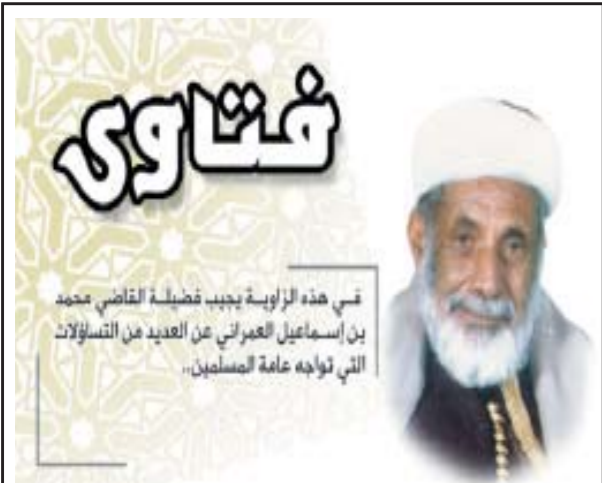 فتاوى
في هذه الزاوية يجيب فضيلة القاضي محمد
بن إسماعيل العمراني عن العديد من التساؤلات
التي تواجه عامة المسلمين..